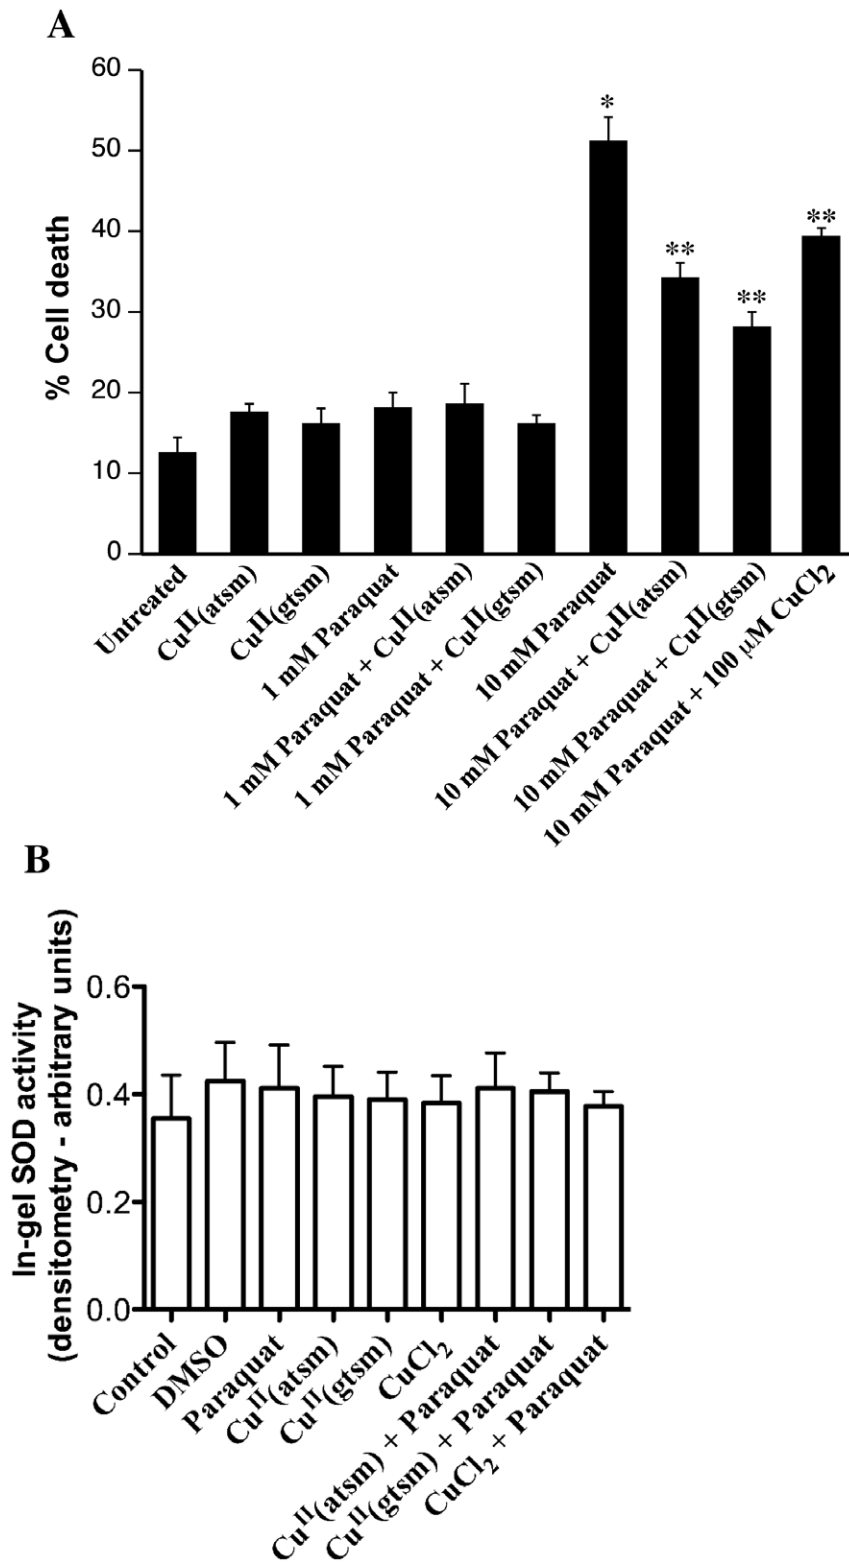 A
60
50
40
30
20
10
0
% Cell death
*
**
**
**
Untreated
Cuᴵᴵ(atsm)
Cuᴵᴵ(gtsm)
1 mM Paraquat
1 mM Paraquat + Cuᴵᴵ(atsm)
1 mM Paraquat + Cuᴵᴵ(gtsm)
10 mM Paraquat
10 mM Paraquat + Cuᴵᴵ(atsm)
10 mM Paraquat + Cuᴵᴵ(gtsm)
10 mM Paraquat + 100 μM CuCl₂
B
In-gel SOD activity
(densitometry - arbitrary units)
0.6
0.4
0.2
0.0
Control
DMSO
Paraquat
Cuᴵᴵ(atsm)
Cuᴵᴵ(gtsm)
CuCl₂
Cuᴵᴵ(atsm) + Paraquat
Cuᴵᴵ(gtsm) + Paraquat
CuCl₂ + Paraquat